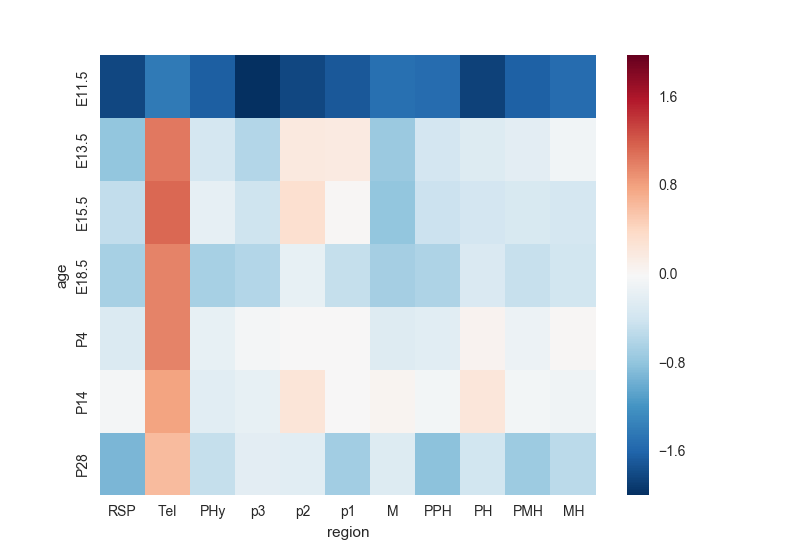 E11.5
E13.5
E15.5
E18.5
P4
P14
P28
age
RSP Tel PHy p3 p2 p1 M PPH PH PMH MH
region
1.6
0.8
0.0
−0.8
−1.6